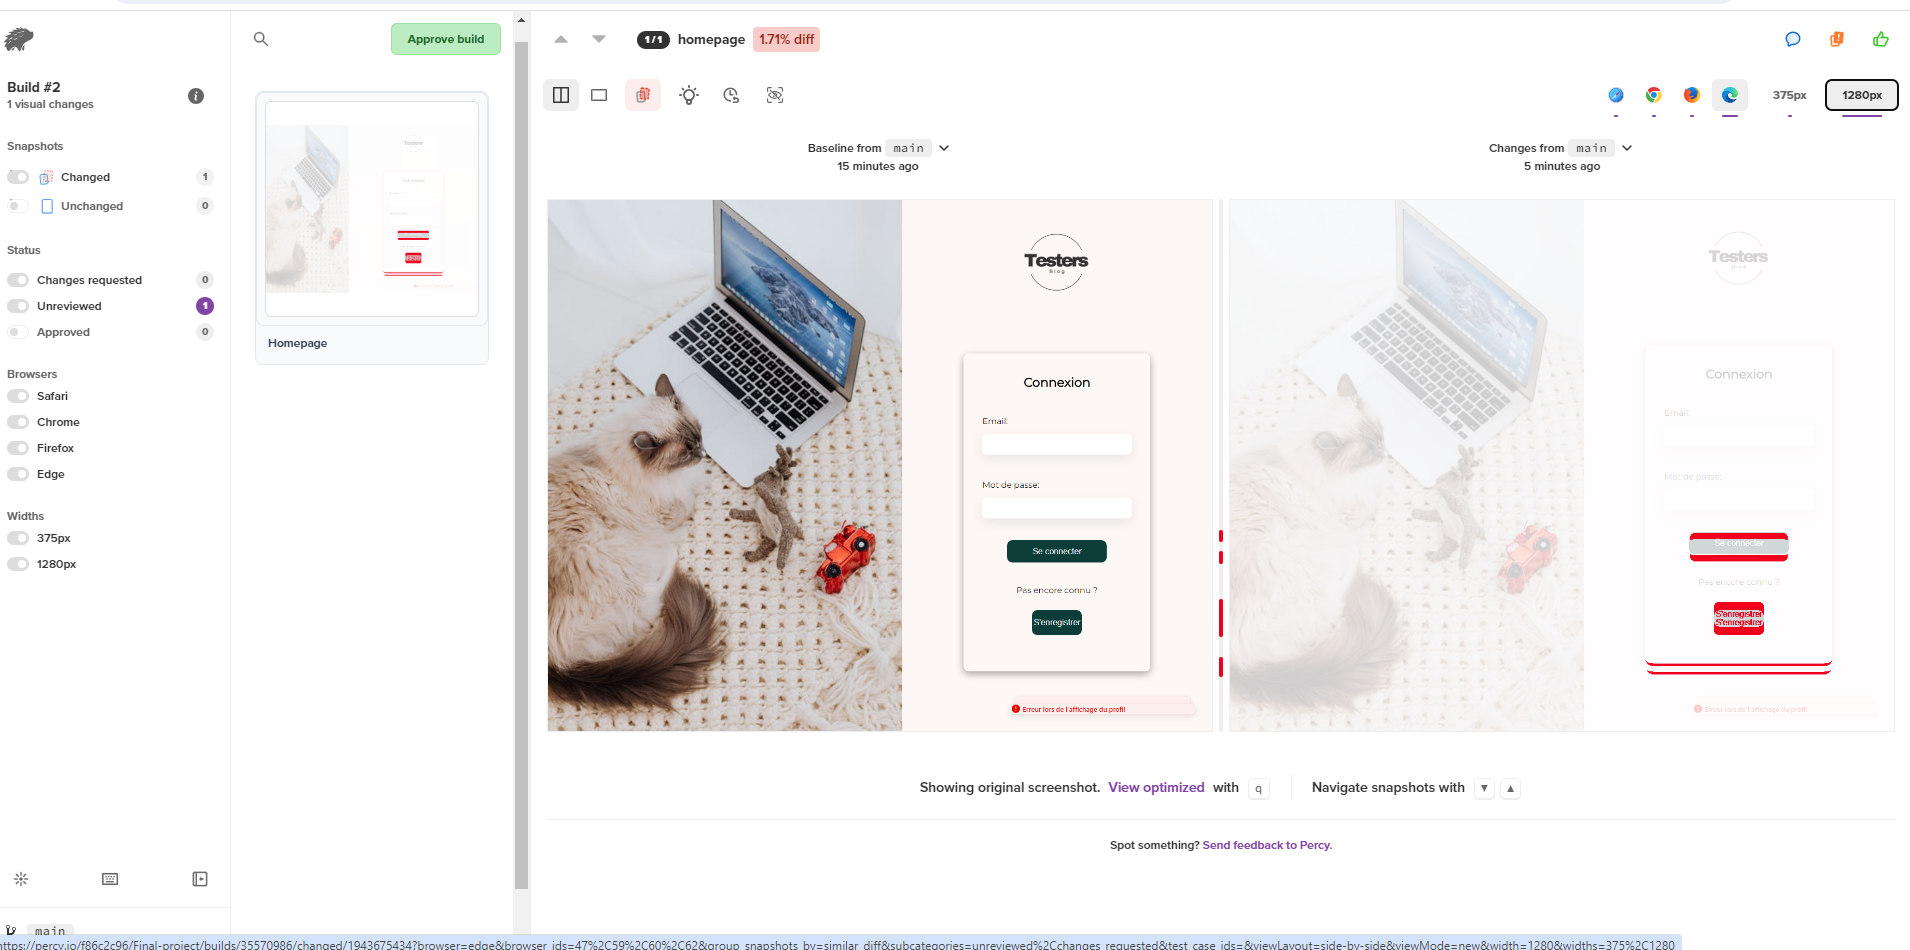 Build #2
1 visual changes
Snapshots
Changed 1
Unchanged 0
Status
Changes requested 0
Unreviewed 1
Approved 0
Browsers
Safari
Chrome
Firefox
Edge
Widths
375px
1280px
main
Approve build
Homepage
1/1 homepage 1.71% diff
375px 1280px
Baseline from main
15 minutes ago
Changes from main
5 minutes ago
Testers
Blog
Connexion
Email:
Mot de passe:
Se connecter
Pas encore connu ?
S'enregistrer
Erreur lors de l'affichage du profil
Testers
Blog
Connexion
Email:
Mot de passe:
Se connecter
Pas encore connu ?
S'enregistrer
S'enregistrer
Erreur lors de l'affichage du profil
Showing original screenshot. View optimized with q
Navigate snapshots with ▼ ▲
Spot something? Send feedback to Percy.
https://percy.io/f86c2c96/Final-project/builds/35570986/changed/1943675434?browser=edge&browser_ids=47%2C59%2C60%2C62&group_snapshots_by=similar_diff&subcategories=unreviewed%2Cchanges_requested&test_case_ids=&viewLayout=side-by-side&viewMode=new&width=1280&widths=375%2C1280